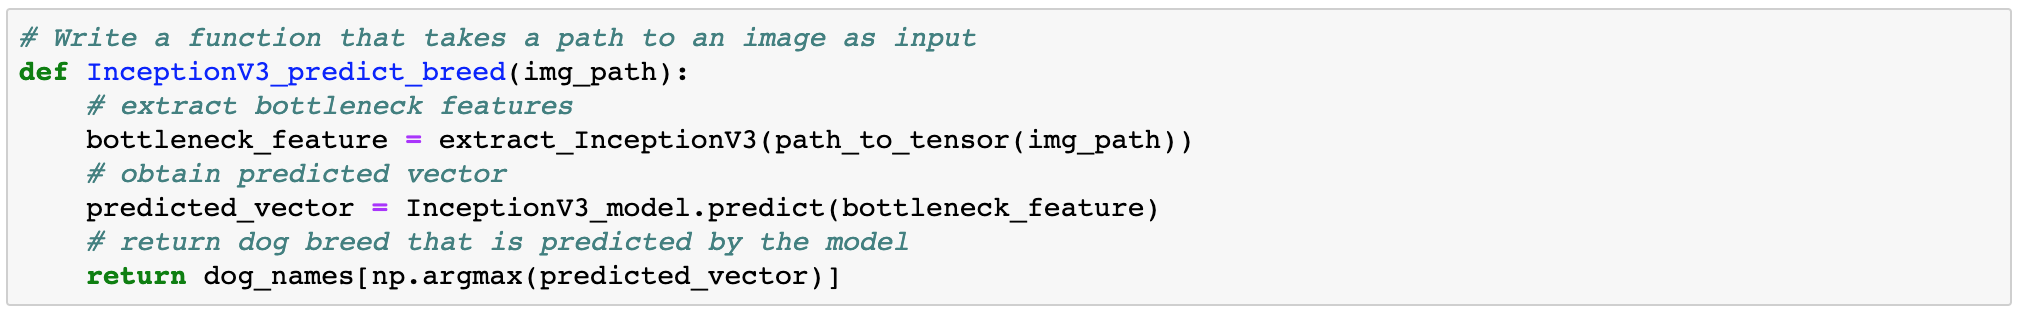 # Write a function that takes a path to an image as input
def InceptionV3_predict_breed(img_path):
    # extract bottleneck features
    bottleneck_feature = extract_InceptionV3(path_to_tensor(img_path))
    # obtain predicted vector
    predicted_vector = InceptionV3_model.predict(bottleneck_feature)
    # return dog breed that is predicted by the model
    return dog_names[np.argmax(predicted_vector)]